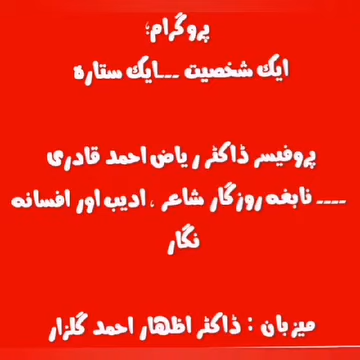 پروگرام؛
ایک شخصیت ---ایک ستارہ
پروفیسر ڈاکٹر ریاض احمد قادری
---- نابغہ روزگار شاعر ، ادیب اور افسانہ
نگار
میزبان : ڈاکٹر اظہار احمد گلزار